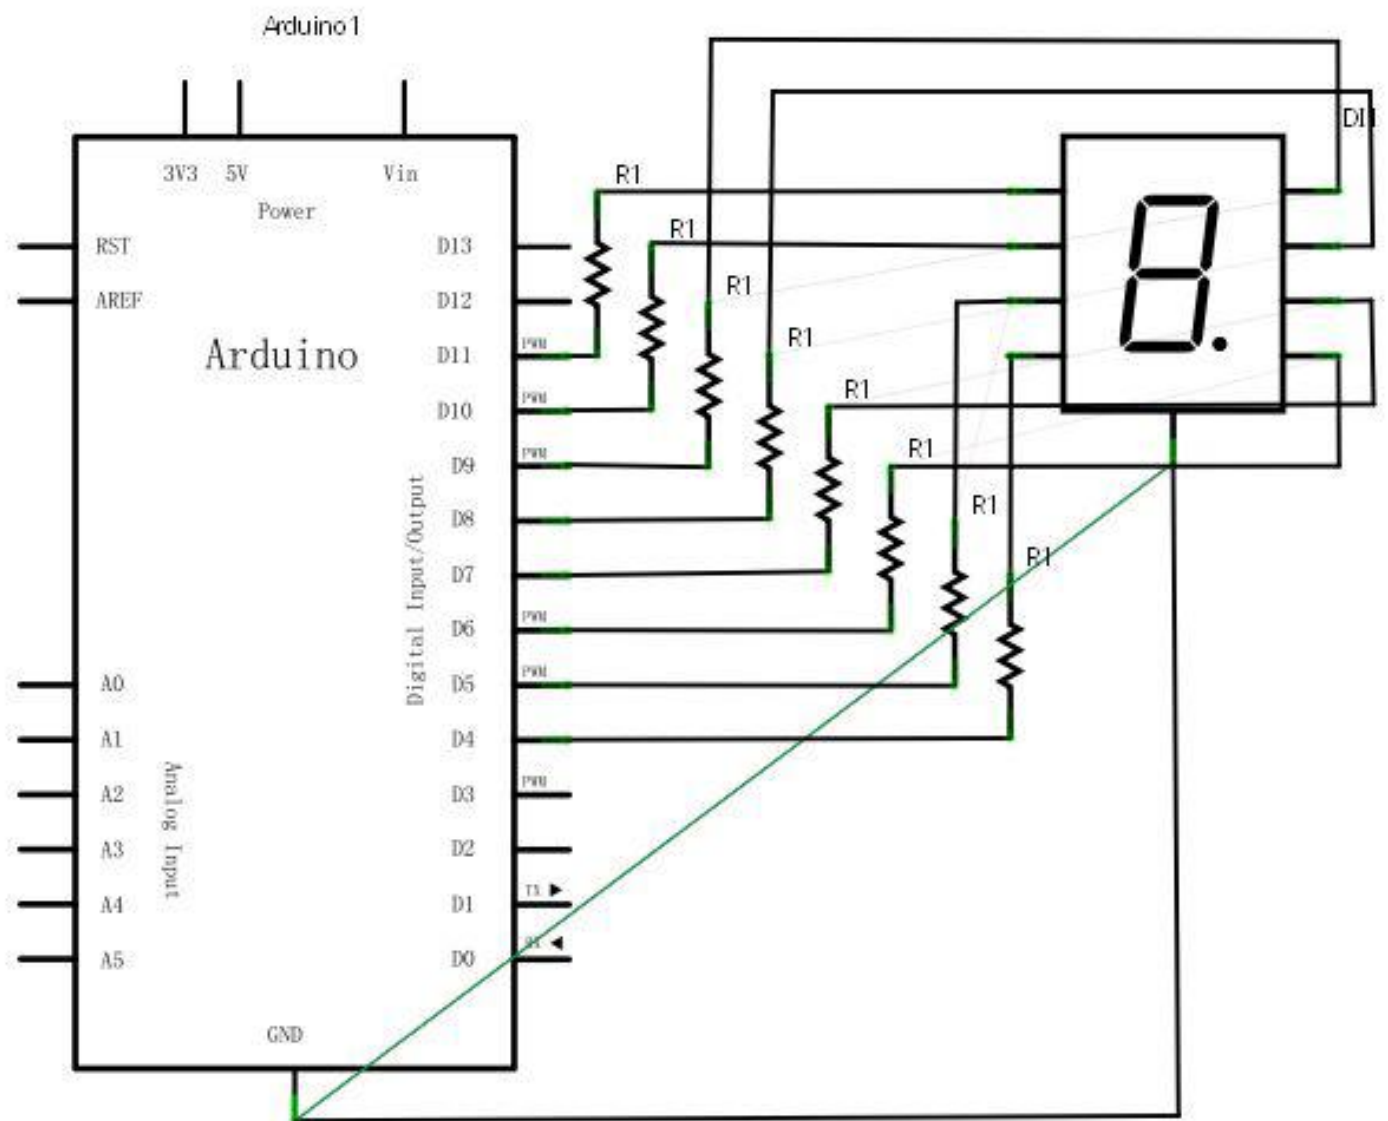 Arduino1
3V3 5V Vin
Power
RST
AREF
Arduino
D13
D12
PWM D11
PWM D10
PWM D9
D8
D7
PWM D6
PWM D5
D4
PWM D3
D2
TX D1
D0
Digital Input/Output
A0
A1
A2
A3
A4
A5
Analog Input
GND
R1
R1
R1
R1
R1
R1
R1
R1